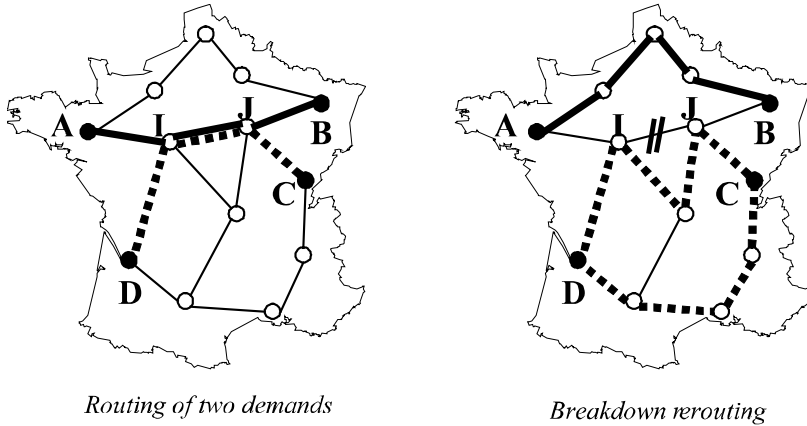 A
I
J
B
C
D
A
I
J
B
C
D
Routing of two demands
Breakdown rerouting